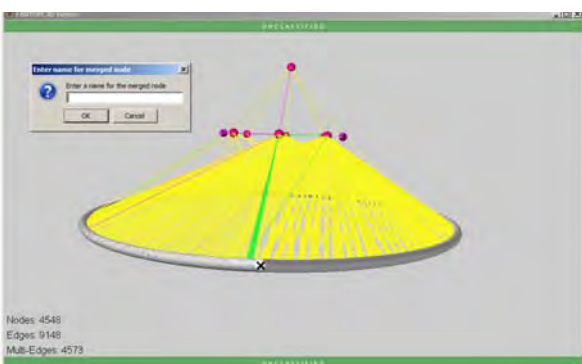 UNCLASSIFIED
Enter name for merged node
Enter a name for the merged node
OK
Cancel
Nodes: 4548
Edges: 9148
Multi-Edges: 4573
UNCLASSIFIED